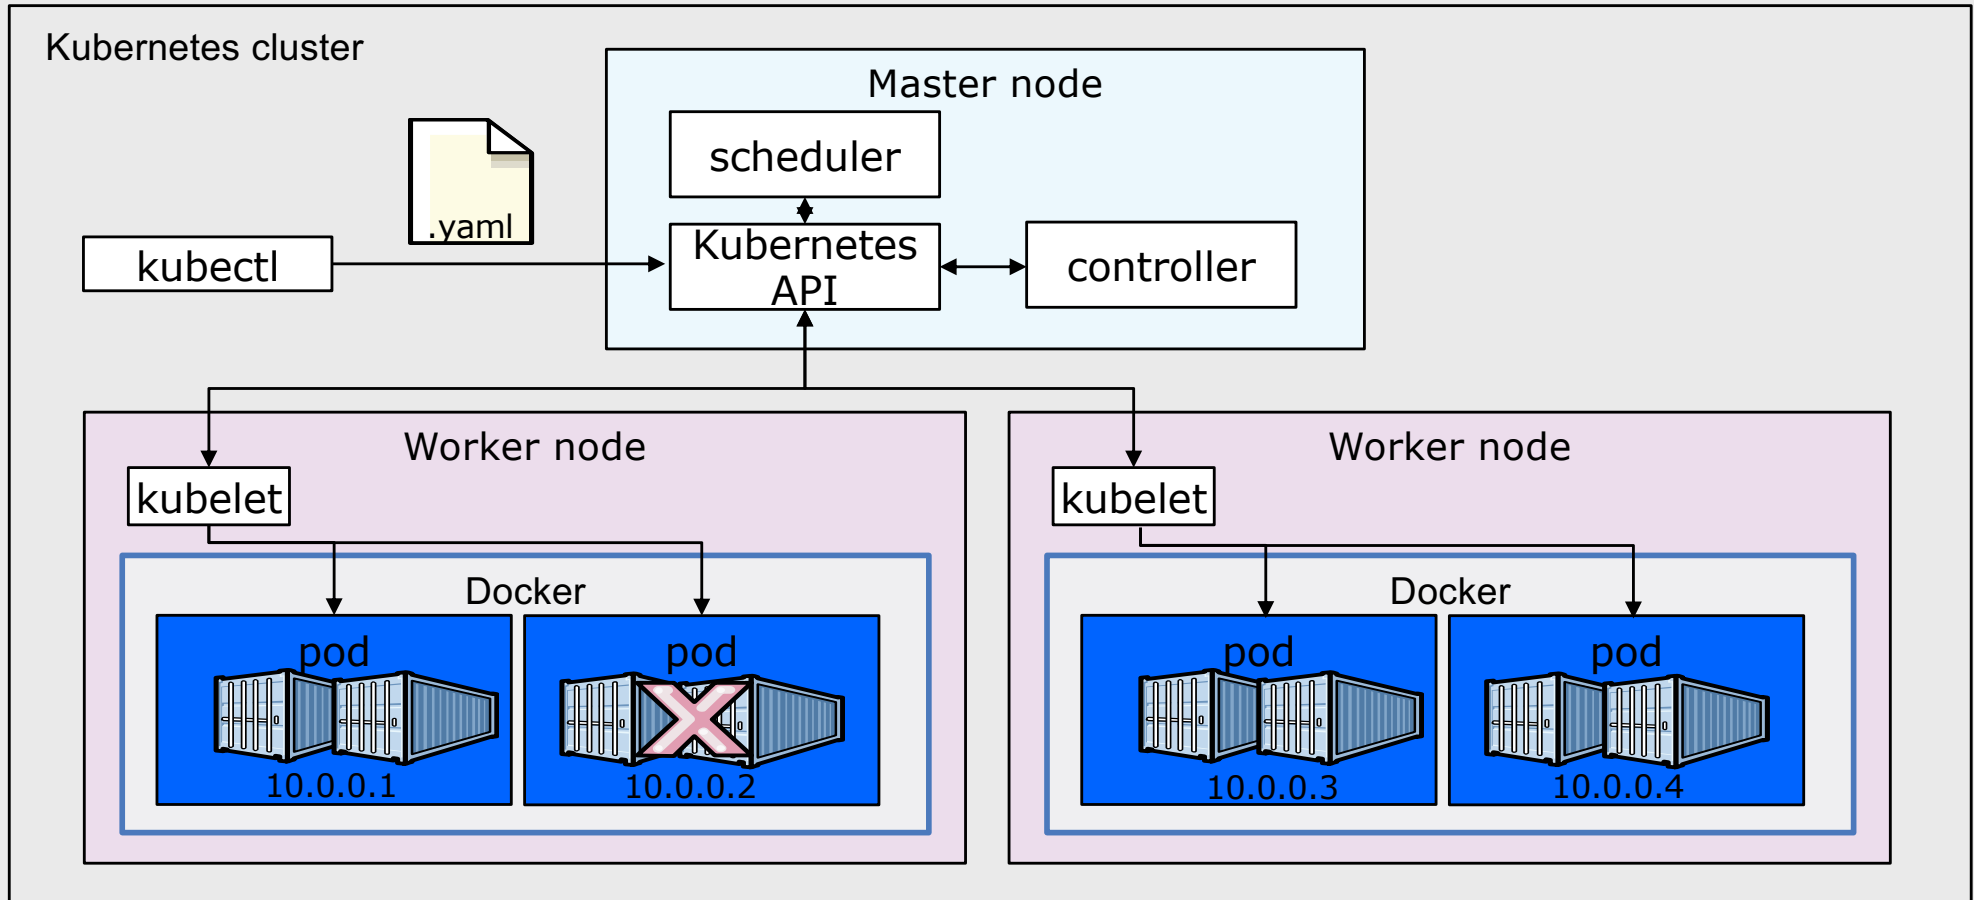 Kubernetes cluster
Master node
scheduler
.yaml
kubectl
Kubernetes
API
controller
Worker node
kubelet
Docker
pod
10.0.0.1
pod
10.0.0.2
Worker node
kubelet
Docker
pod
10.0.0.3
pod
10.0.0.4